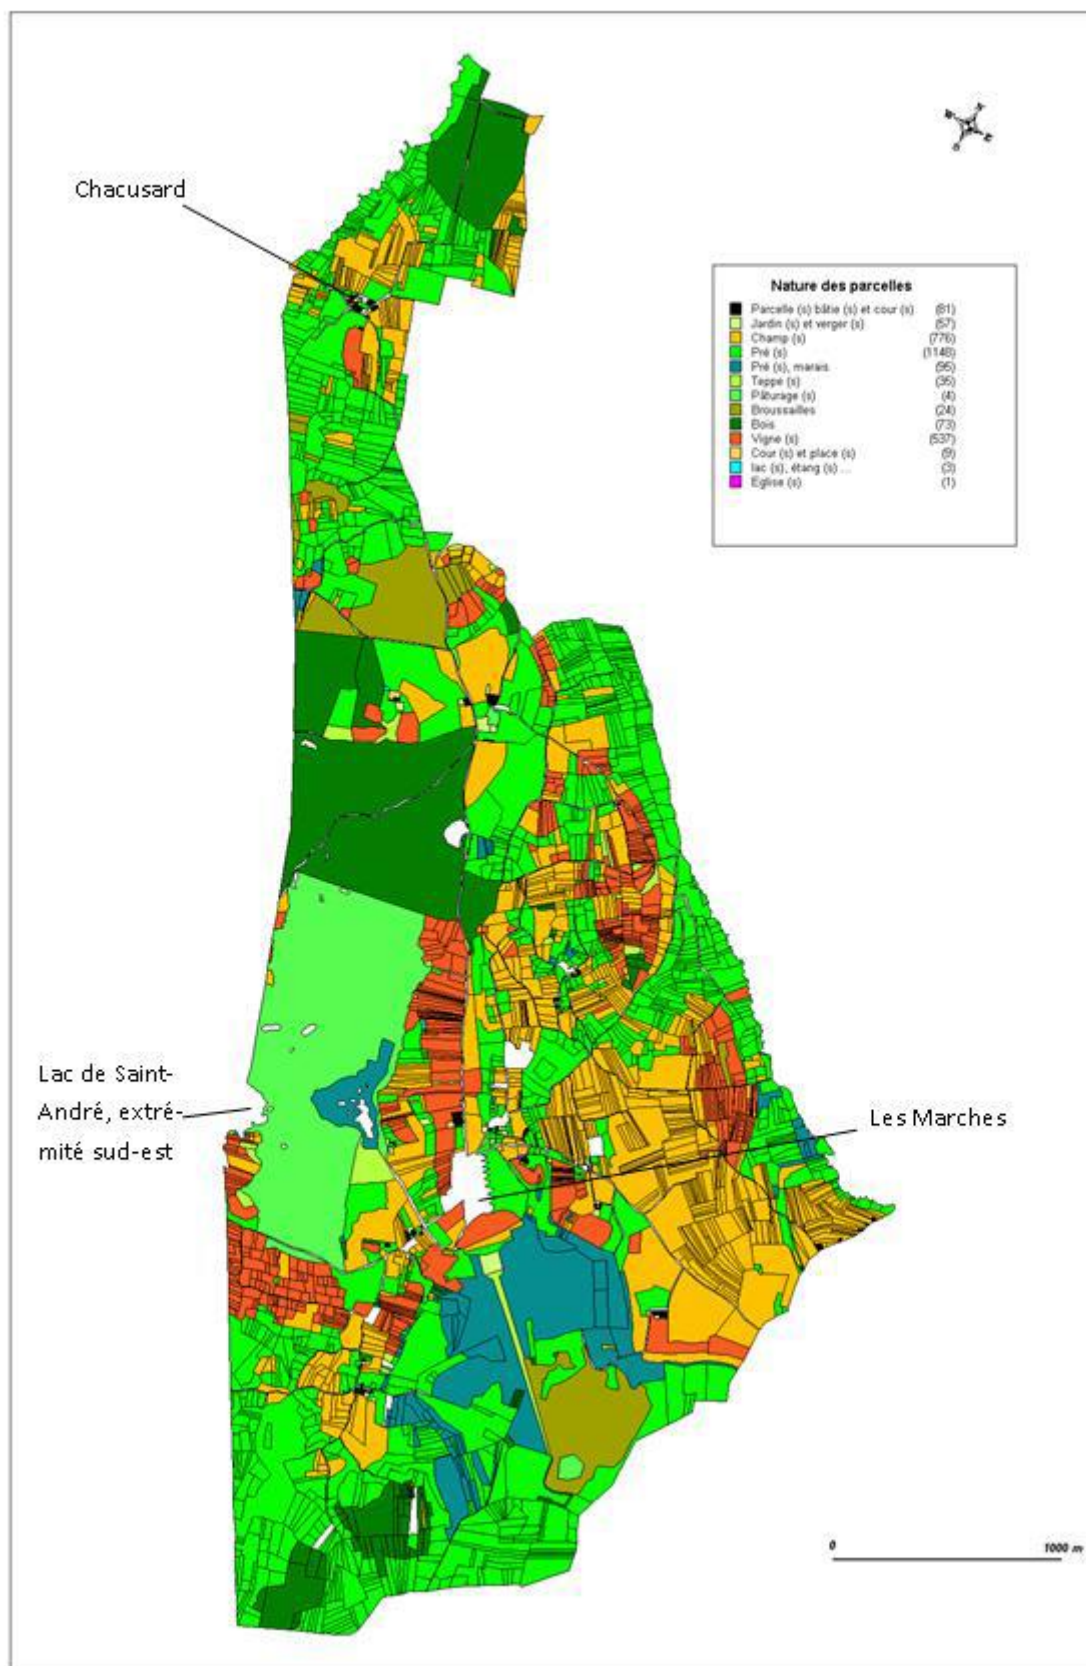 Chacusard
Nature des parcelles
Parcelle (s) bâtie (s) et cour (s) (81)
Jardin (s) et verger (s) (57)
Champ (s) (776)
Pré (s) (1148)
Pré (s), marais (96)
Teppe (s) (36)
Pâturage (s) (4)
Broussailles (24)
Bois (73)
Vigne (s) (537)
Cour (s) et place (s) (9)
lac (s), étang (s) ... (3)
Eglise (s) (1)
Lac de Saint-
André, extré-
mité sud-est
Les Marches
0 1000 m